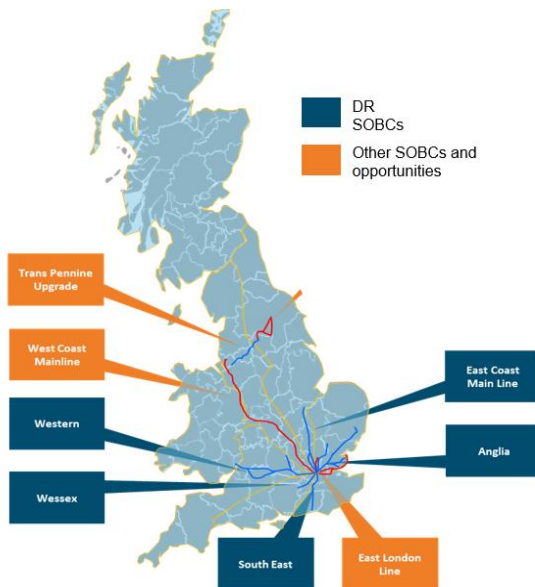 DR
SOBCs
Other SOBCs and
opportunities
Trans Pennine
Upgrade
West Coast
Mainline
East Coast
Main Line
Western
Anglia
Wessex
South East
East London
Line